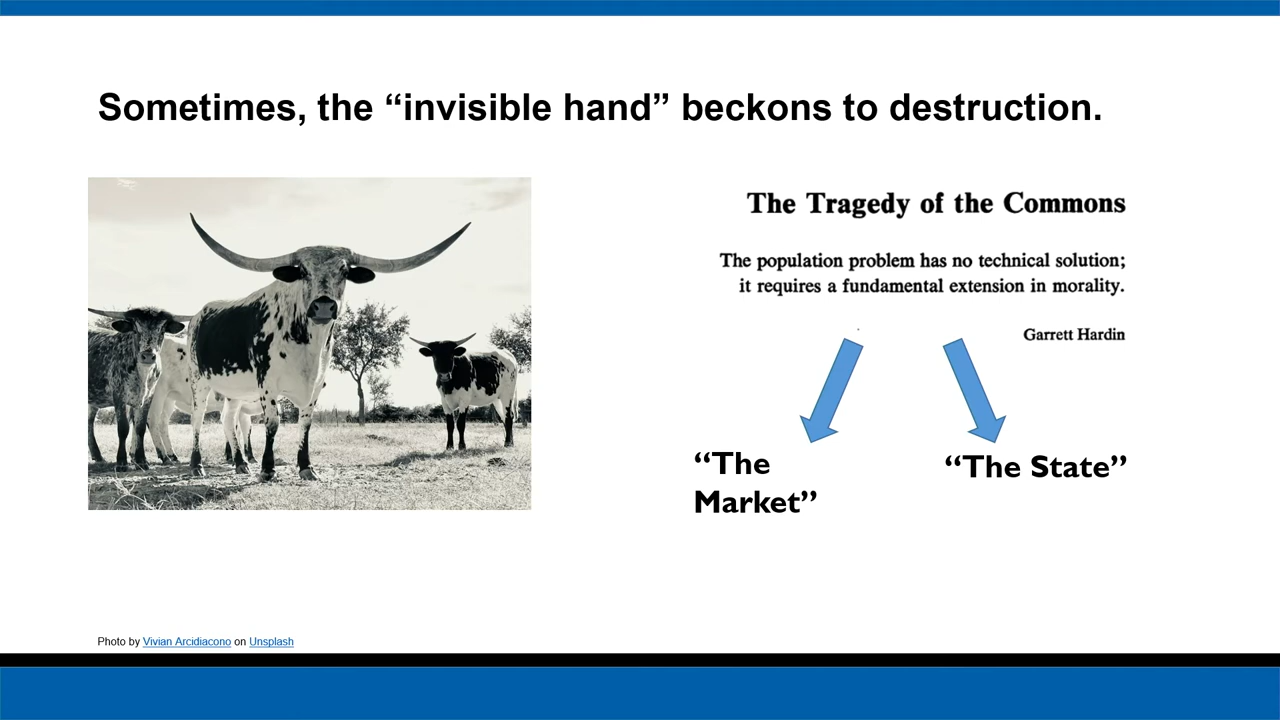 Sometimes, the “invisible hand” beckons to destruction.
The Tragedy of the Commons
The population problem has no technical solution;
it requires a fundamental extension in morality.
Garrett Hardin
“The
Market”
“The State”
Photo by Vivian Arcidiacono on Unsplash